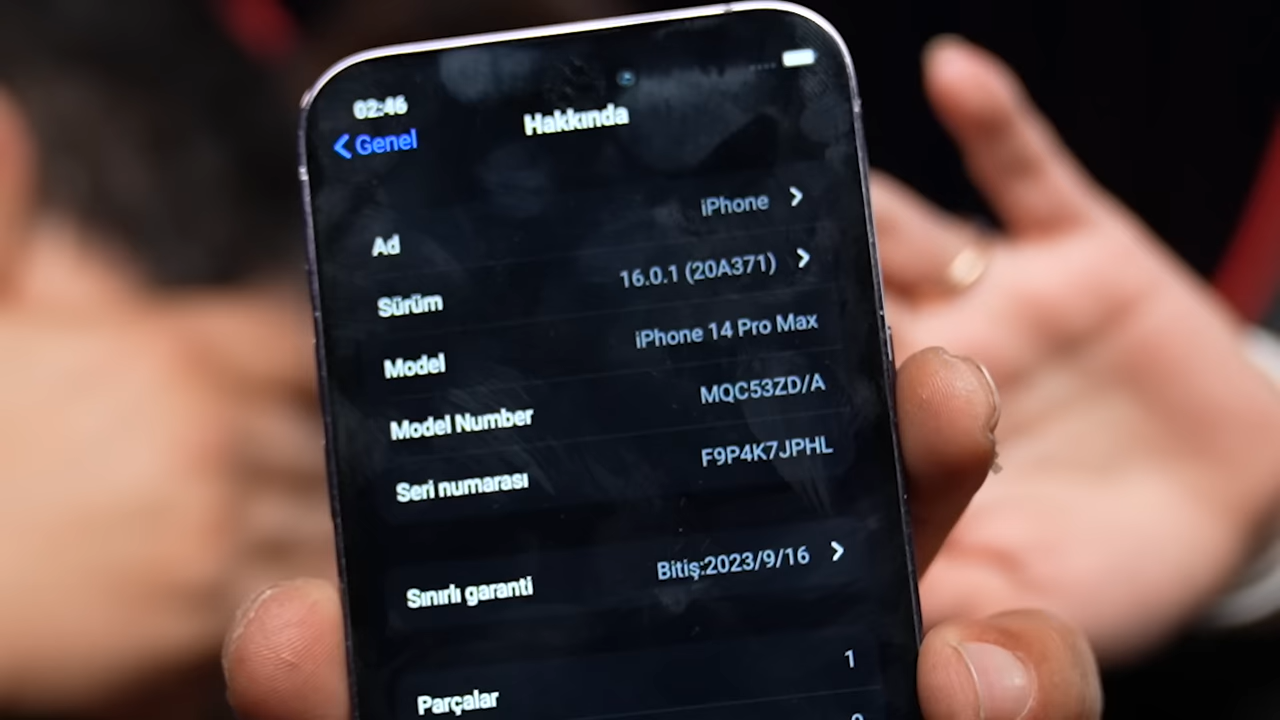 02:46
Genel
Hakkında
Ad iPhone
Sürüm 16.0.1 (20A371)
Model iPhone 14 Pro Max
Model Number MQC53ZD/A
Seri numarası F9P4K7JPHL
Sınırlı garanti Bitiş:2023/9/16
Parçalar 1